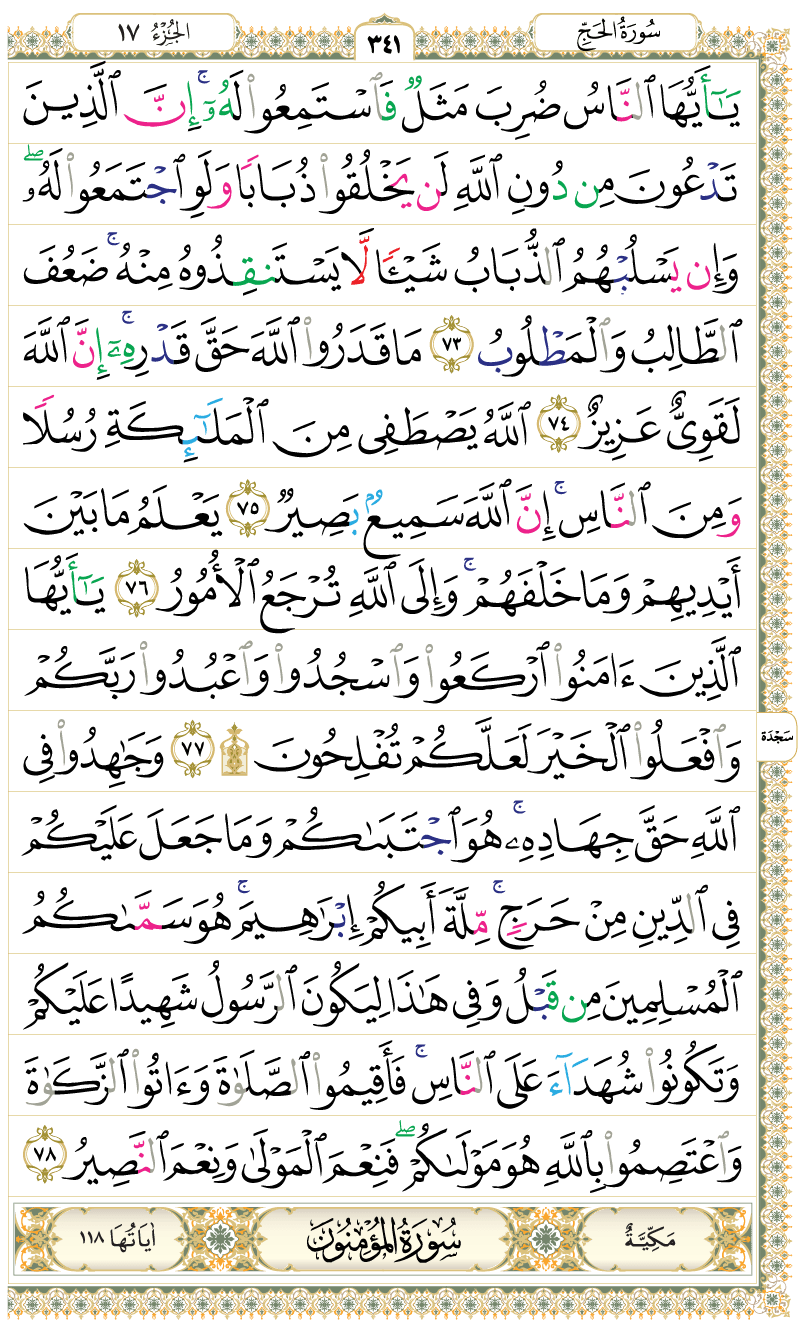 سُورَةُ الحَجِّ ٣٤١ الجُزْءُ ١٧
يَـٰٓأَيُّهَا ٱلنَّاسُ ضُرِبَ مَثَلٌ فَٱسْتَمِعُوا۟ لَهُۥٓ ۚ إِنَّ ٱلَّذِينَ
تَدْعُونَ مِن دُونِ ٱللَّهِ لَن يَخْلُقُوا۟ ذُبَابًا وَلَوِ ٱجْتَمَعُوا۟ لَهُۥ ۖ
وَإِن يَسْلُبْهُمُ ٱلذُّبَابُ شَيْـًٔا لَّا يَسْتَنقِذُوهُ مِنْهُ ۚ ضَعُفَ
ٱلطَّالِبُ وَٱلْمَطْلُوبُ ٧٣ مَا قَدَرُوا۟ ٱللَّهَ حَقَّ قَدْرِهِۦٓ ۚ إِنَّ ٱللَّهَ
لَقَوِىٌّ عَزِيزٌ ٧٤ ٱللَّهُ يَصْطَفِى مِنَ ٱلْمَلَـٰٓئِكَةِ رُسُلًا
وَمِنَ ٱلنَّاسِ ۚ إِنَّ ٱللَّهَ سَمِيعٌۢ بَصِيرٌ ٧٥ يَعْلَمُ مَا بَيْنَ
أَيْدِيهِمْ وَمَا خَلْفَهُمْ ۚ وَإِلَى ٱللَّهِ تُرْجَعُ ٱلْأُمُورُ ٧٦ يَـٰٓأَيُّهَا
ٱلَّذِينَ ءَامَنُوا۟ ٱرْكَعُوا۟ وَٱسْجُدُوا۟ وَٱعْبُدُوا۟ رَبَّكُمْ
وَٱفْعَلُوا۟ ٱلْخَيْرَ لَعَلَّكُمْ تُفْلِحُونَ ۩ ٧٧ وَجَـٰهِدُوا۟ فِى
سَجْدَة
ٱللَّهِ حَقَّ جِهَادِهِۦ ۚ هُوَ ٱجْتَبَىٰكُمْ وَمَا جَعَلَ عَلَيْكُمْ
فِى ٱلدِّينِ مِنْ حَرَجٍ ۚ مِّلَّةَ أَبِيكُمْ إِبْرَٰهِيمَ ۚ هُوَ سَمَّىٰكُمُ
ٱلْمُسْلِمِينَ مِن قَبْلُ وَفِى هَـٰذَا لِيَكُونَ ٱلرَّسُولُ شَهِيدًا عَلَيْكُمْ
وَتَكُونُوا۟ شُهَدَآءَ عَلَى ٱلنَّاسِ ۚ فَأَقِيمُوا۟ ٱلصَّلَوٰةَ وَءَاتُوا۟ ٱلزَّكَوٰةَ
وَٱعْتَصِمُوا۟ بِٱللَّهِ هُوَ مَوْلَىٰكُمْ ۖ فَنِعْمَ ٱلْمَوْلَىٰ وَنِعْمَ ٱلنَّصِيرُ ٧٨
مَكِّيَّةٌ سُورَةُ المُؤْمِنُونَ اٰيَاتُهَا ١١٨